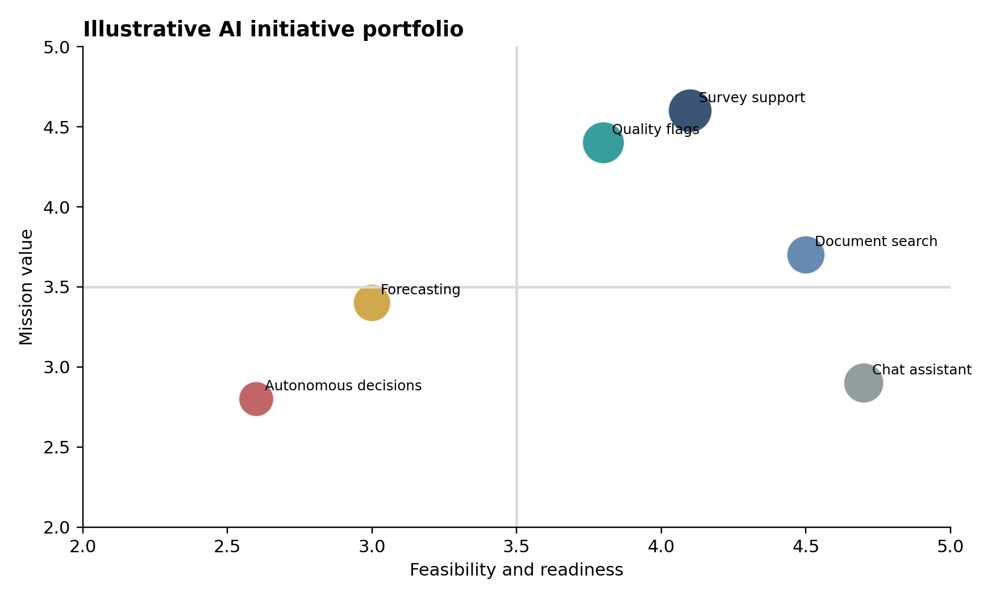 Illustrative AI initiative portfolio
5.0
Survey support
Quality flags
4.5
4.0
Document search
3.5
Forecasting
Mission value
3.0
Chat assistant
Autonomous decisions
2.5
2.0
2.0 2.5 3.0 3.5 4.0 4.5 5.0
Feasibility and readiness